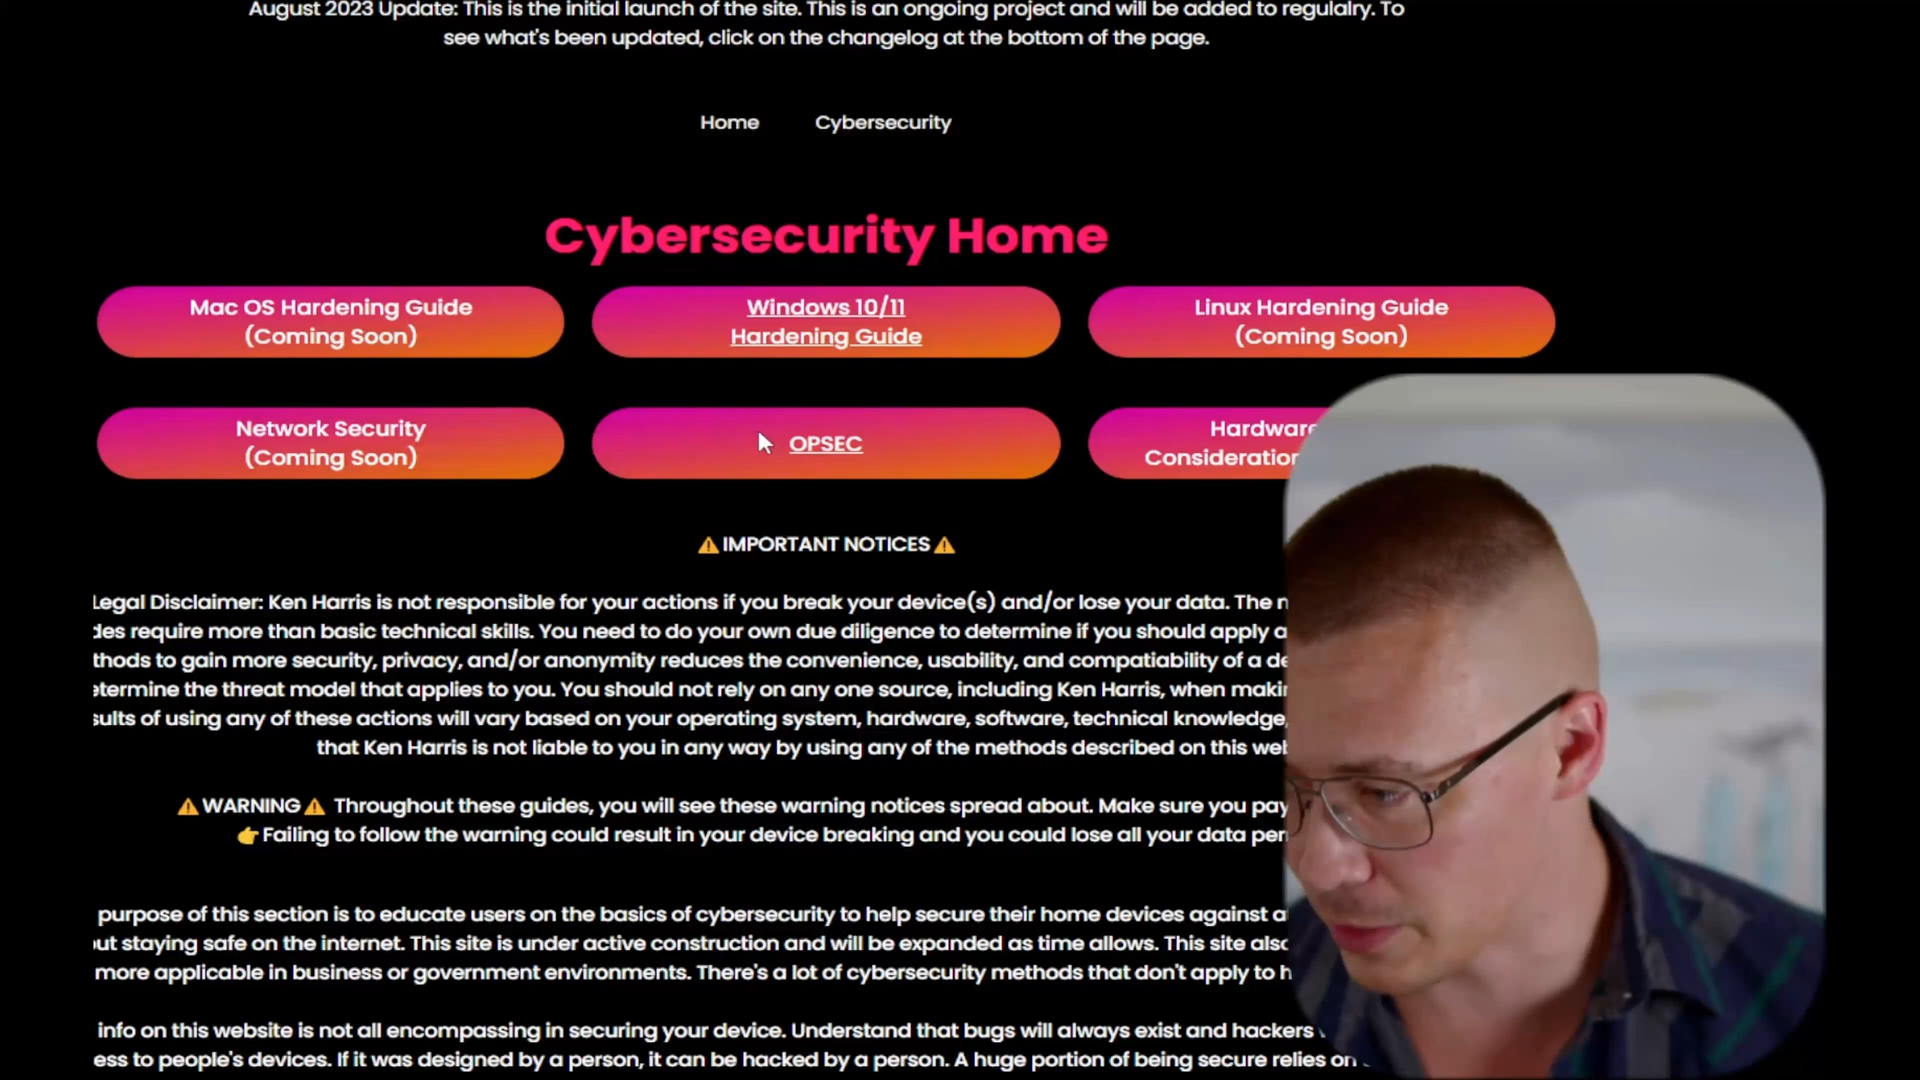 August 2023 Update: This is the initial launch of the site. This is an ongoing project and will be added to regulalry. To
see what's been updated, click on the changelog at the bottom of the page.
Home Cybersecurity
Cybersecurity Home
Mac OS Hardening Guide
(Coming Soon)
Windows 10/11
Hardening Guide
Linux Hardening Guide
(Coming Soon)
Network Security
(Coming Soon)
OPSEC
Hardware
⚠️IMPORTANT NOTICES⚠️
Legal Disclaimer: Ken Harris is not responsible for your actions if you break your device(s) and/or lose your data. The
require more than basic technical skills. You need to do your own due diligence to determine if you should apply
to gain more security, privacy, and/or anonymity reduces the convenience, usability, and compatiability of a
the threat model that applies to you. You should not rely on any one source, including Ken Harris, when
of using any of these actions will vary based on your operating system, hardware, software, technical knowledge,
that Ken Harris is not liable to you in any way by using any of the methods described on this
⚠️WARNING⚠️ Throughout these guides, you will see these warning notices spread about. Make sure you pay
👉Failing to follow the warning could result in your device breaking and you could lose all your data
purpose of this section is to educate users on the basics of cybersecurity to help secure their home devices against
staying safe on the internet. This site is under active construction and will be expanded as time allows. This site
more applicable in business or government environments. There's a lot of cybersecurity methods that don't apply to
info on this website is not all encompassing in securing your device. Understand that bugs will always exist and hackers
to people's devices. If it was designed by a person, it can be hacked by a person. A huge portion of being secure relies on